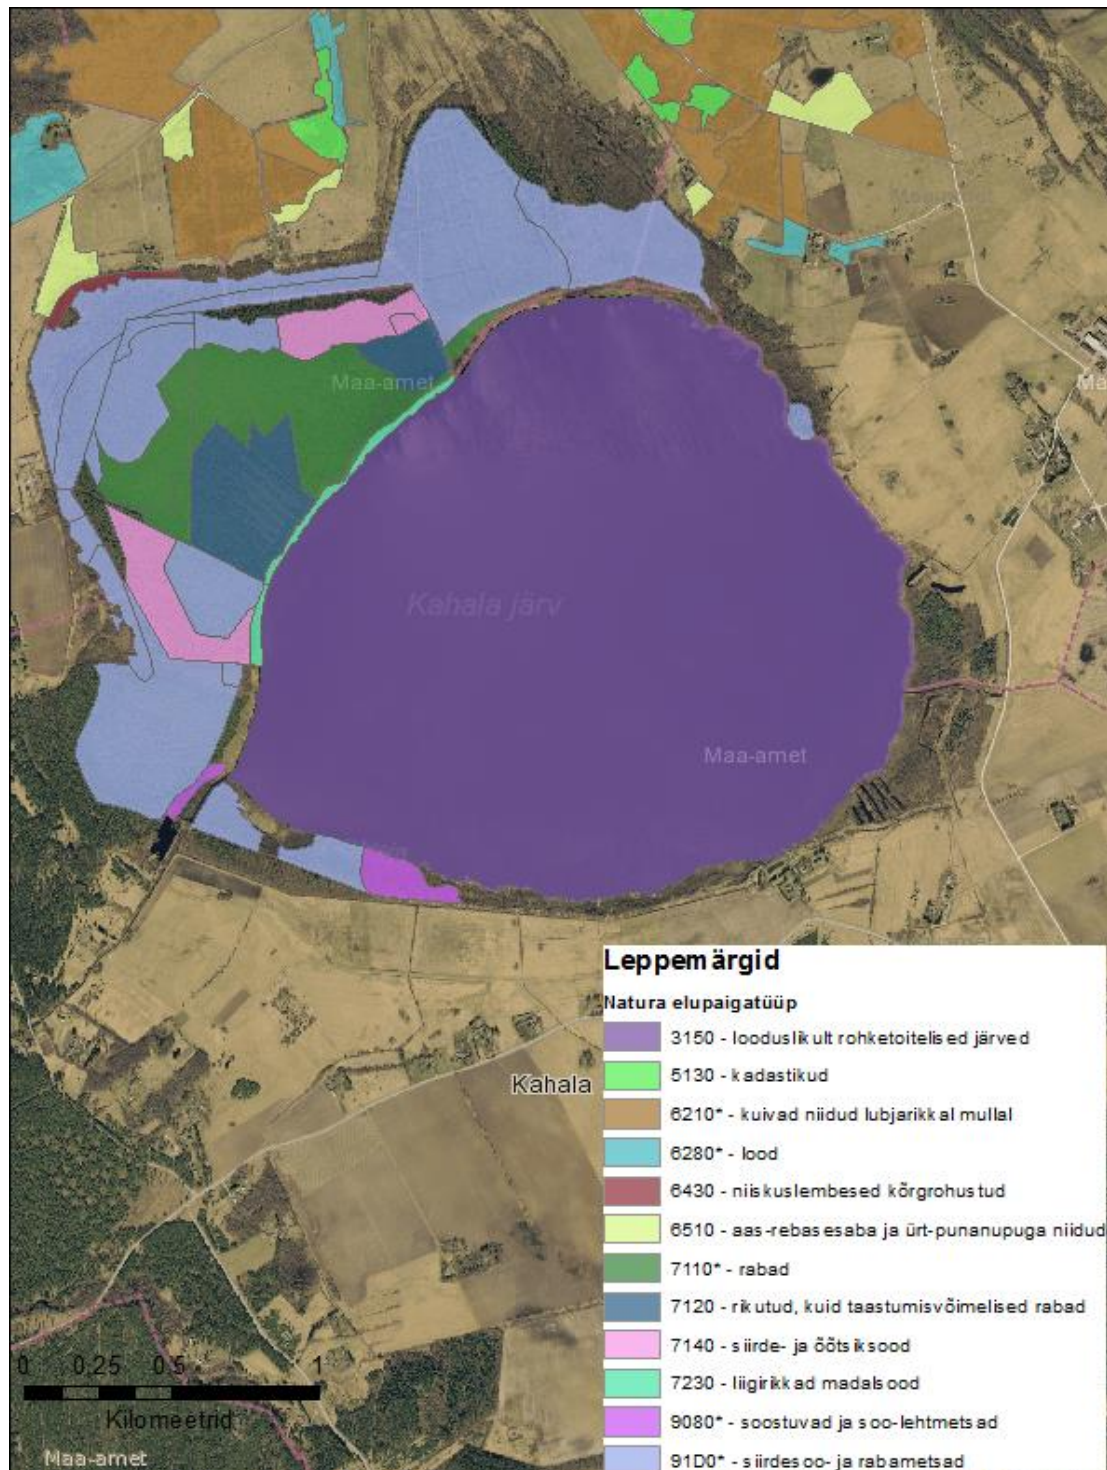 Maa-amet
Ma
Kahala järv
Maa-amet
Leppemärgid
Natura elupaigatüüp
3150 - looduslikult rohketoitelised järved
5130 - kadastikud
6210* - kuivad niidud lubjarikkal mullal
6280* - lood
6430 - niiskuslembesed kõrgrohustud
Kahala
6510 - aas-rebasesaba ja ürt-punanupuga niidud
7110* - rabad
7120 - rikutud, kuid taastumisvõimelised rabad
7140 - siirde- ja õõtsiksood
0 0,25 0,5 1
7230 - liigirikkad madalsood
Kilomeetrid
9080* - soostuvad ja soo-lehtmetsad
Maa-amet
91D0* - siirdesoo- ja rabametsad